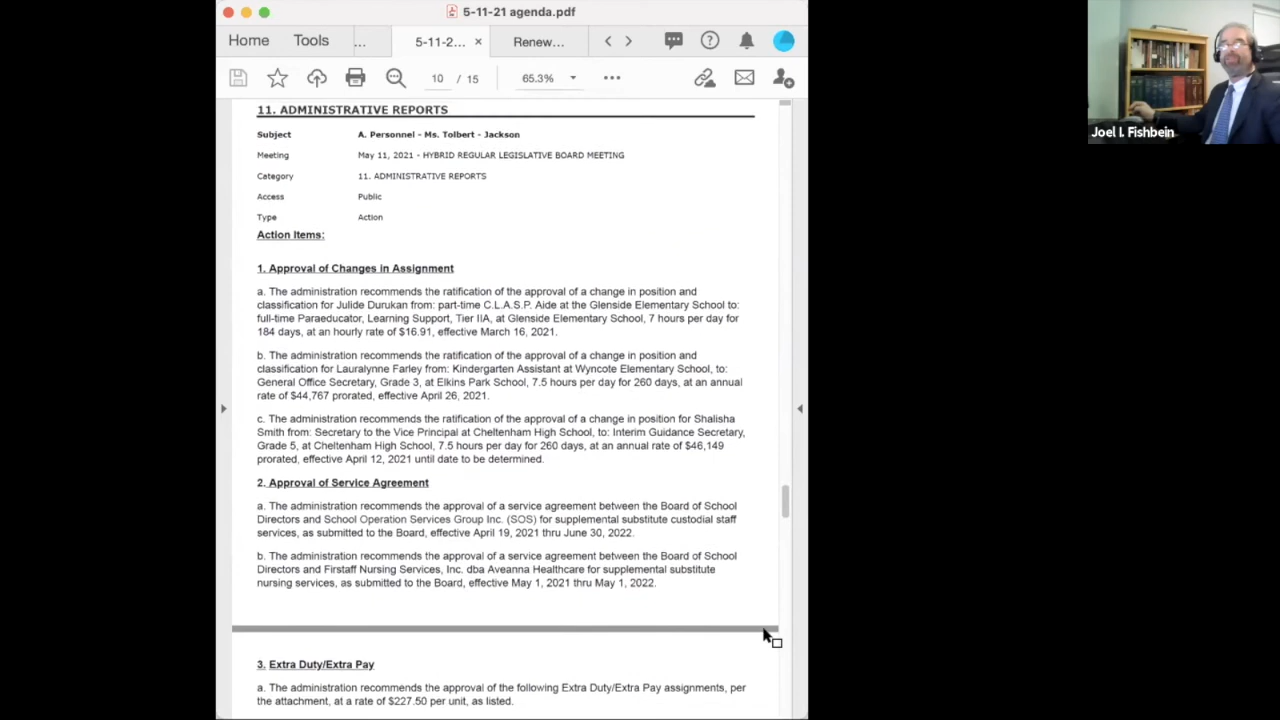 5-11-21 agenda.pdf
Home Tools ... 5-11-2... × Renew...
10 / 15 65.3%
11. ADMINISTRATIVE REPORTS
Subject A. Personnel - Ms. Tolbert - Jackson
Meeting May 11, 2021 - HYBRID REGULAR LEGISLATIVE BOARD MEETING
Category 11. ADMINISTRATIVE REPORTS
Access Public
Type Action
Action Items:
1. Approval of Changes in Assignment
a. The administration recommends the ratification of the approval of a change in position and
classification for Julide Durukan from: part-time C.L.A.S.P. Aide at the Glenside Elementary School to:
full-time Paraeducator, Learning Support, Tier IIA, at Glenside Elementary School, 7 hours per day for
184 days, at an hourly rate of $16.91, effective March 16, 2021.
b. The administration recommends the ratification of the approval of a change in position and
classification for Lauralynne Farley from: Kindergarten Assistant at Wyncote Elementary School, to:
General Office Secretary, Grade 3, at Elkins Park School, 7.5 hours per day for 260 days, at an annual
rate of $44,767 prorated, effective April 26, 2021.
c. The administration recommends the ratification of the approval of a change in position for Shalisha
Smith from: Secretary to the Vice Principal at Cheltenham High School, to: Interim Guidance Secretary,
Grade 5, at Cheltenham High School, 7.5 hours per day for 260 days, at an annual rate of $46,149
prorated, effective April 12, 2021 until date to be determined.
2. Approval of Service Agreement
a. The administration recommends the approval of a service agreement between the Board of School
Directors and School Operation Services Group Inc. (SOS) for supplemental substitute custodial staff
services, as submitted to the Board, effective April 19, 2021 thru June 30, 2022.
b. The administration recommends the approval of a service agreement between the Board of School
Directors and Firstaff Nursing Services, Inc. dba Aveanna Healthcare for supplemental substitute
nursing services, as submitted to the Board, effective May 1, 2021 thru May 1, 2022.
3. Extra Duty/Extra Pay
a. The administration recommends the approval of the following Extra Duty/Extra Pay assignments, per
the attachment, at a rate of $227.50 per unit, as listed.
Joel I. Fishbein